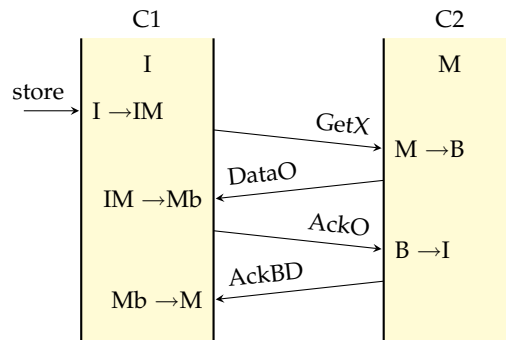 C1 C2
I M
store
I →IM
GetX
M →B
DataO
IM →Mb
AckO
B →I
AckBD
Mb →M